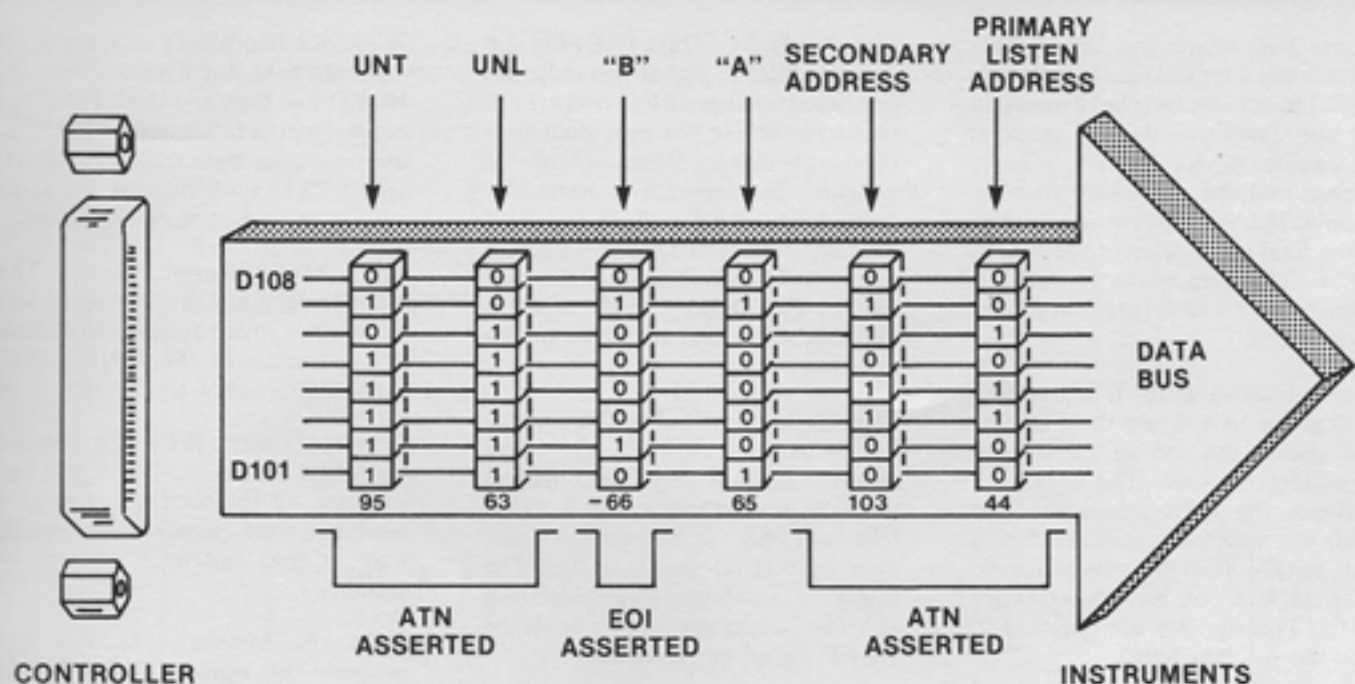 PRIMARY
LISTEN
ADDRESS
SECONDARY
ADDRESS
UNT UNL "B" "A"
D108 0 0 0 0 0 0
1 0 1 1 1 0
0 1 0 0 1 1
1 1 0 0 0 0
1 1 0 0 1 1
1 1 0 0 0 1
1 1 1 0 0 0
D101 1 1 0 1 0 0
95 63 -66 65 103 44
DATA
BUS
ATN
ASSERTED
EOI
ASSERTED
ATN
ASSERTED
CONTROLLER
INSTRUMENTS